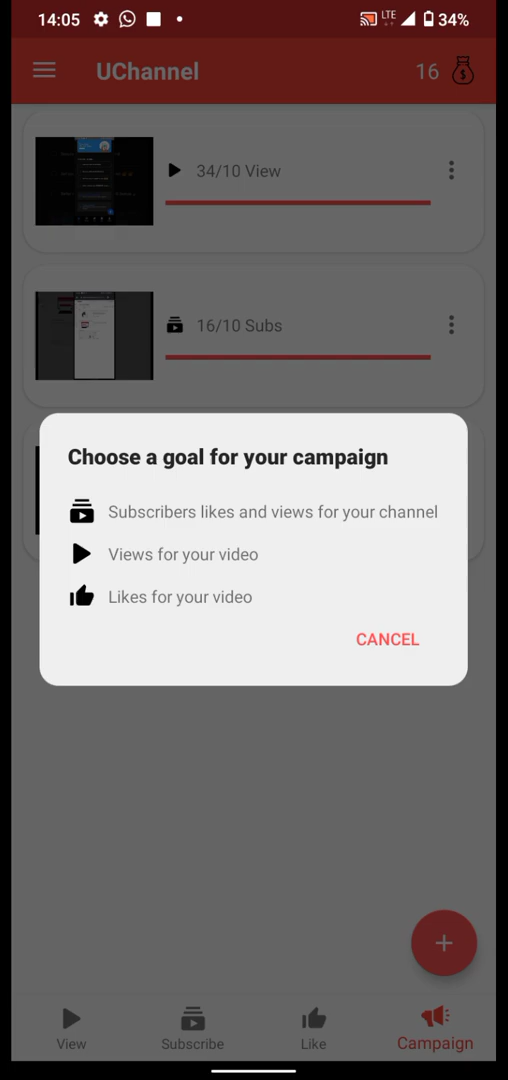 14:05 LTE 34%
UChannel 16
34/10 View
16/10 Subs
Choose a goal for your campaign
Subscribers likes and views for your channel
Views for your video
Likes for your video
CANCEL
View Subscribe Like Campaign